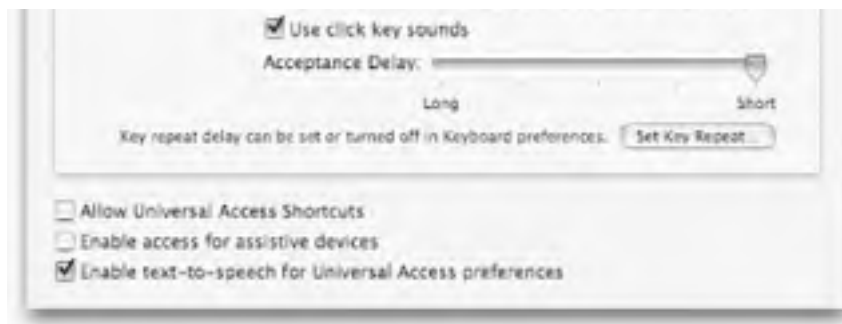 Use click key sounds
Acceptance Delay:
Long Short
Key repeat delay can be set or turned off in Keyboard preferences. Set Key Repeat...
Allow Universal Access Shortcuts
Enable access for assistive devices
Enable text-to-speech for Universal Access preferences